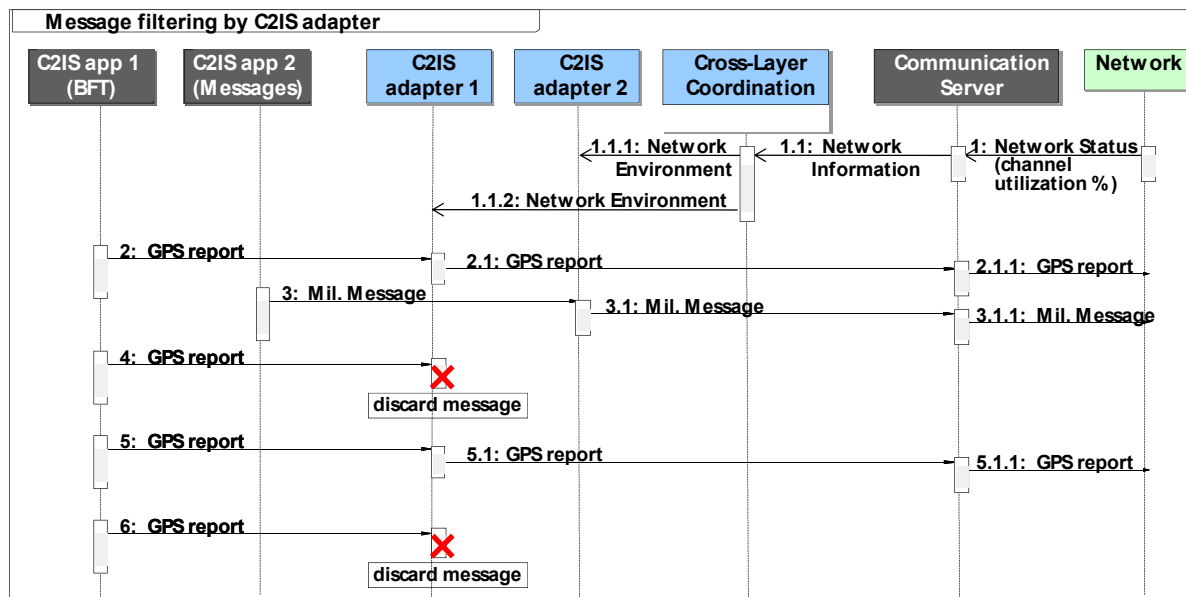 Message filtering by C2IS adapter
C2IS app 1
(BFT)
C2IS app 2
(Messages)
C2IS
adapter 1
C2IS
adapter 2
Cross-Layer
Coordination
Communication
Server
Network
1.1.1: Network
Environment
1.1: Network
Information
1: Network Status
(channel
utilization %)
1.1.2: Network Environment
2: GPS report
2.1: GPS report
2.1.1: GPS report
3: Mil. Message
3.1: Mil. Message
3.1.1: Mil. Message
4: GPS report
discard message
5: GPS report
5.1: GPS report
5.1.1: GPS report
6: GPS report
discard message